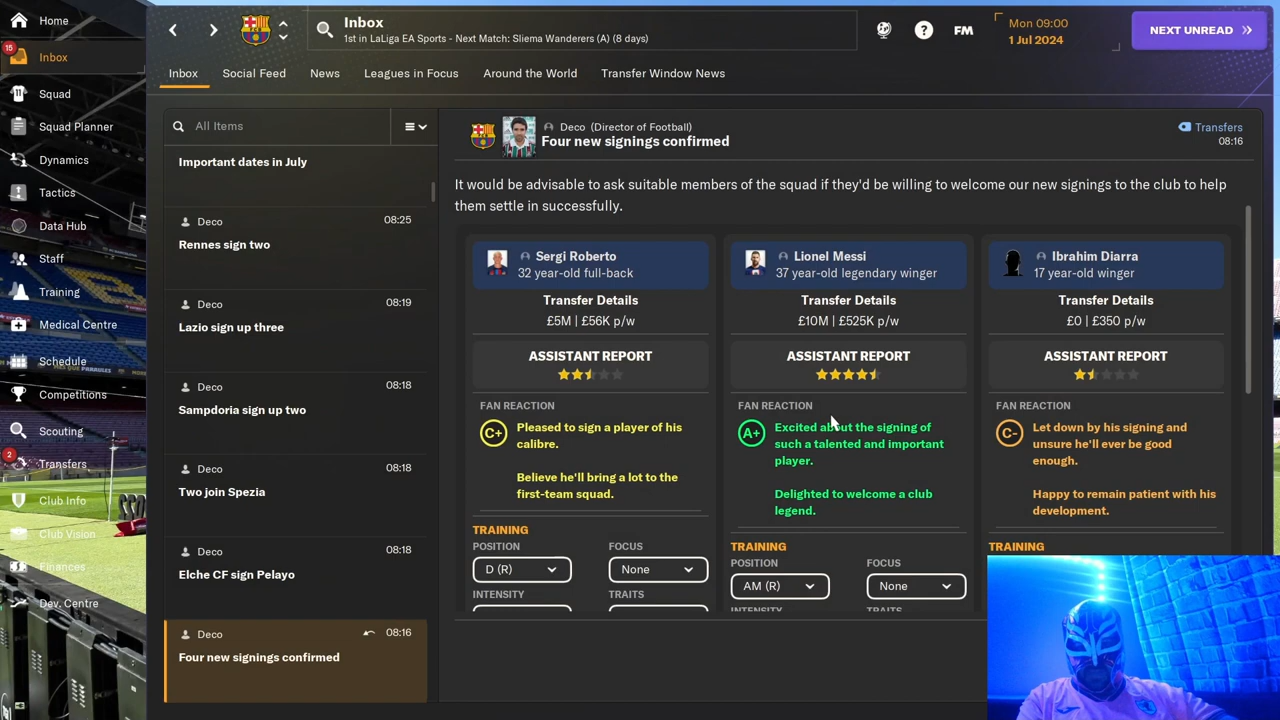 Home
15
Inbox
Squad
Squad Planner
Dynamics
Tactics
Data Hub
Staff
Training
Medical Centre
Schedule
Competitions
Scouting
2
Transfers
Club Info
Club Vision
Finances
Dev. Centre
Inbox
1st in LaLiga EA Sports - Next Match: Sliema Wanderers (A) (8 days)
?
FM
Mon 09:00
1 Jul 2024
NEXT UNREAD
Inbox
Social Feed
News
Leagues in Focus
Around the World
Transfer Window News
All Items
Important dates in July
Deco 08:25
Rennes sign two
Deco 08:19
Lazio sign up three
Deco 08:18
Sampdoria sign up two
Deco 08:18
Two join Spezia
Deco 08:18
Elche CF sign Pelayo
Deco 08:16
Four new signings confirmed
Deco (Director of Football)
Four new signings confirmed
Transfers
08:16
It would be advisable to ask suitable members of the squad if they'd be willing to welcome our new signings to the club to help
them settle in successfully.
Sergi Roberto
32 year-old full-back
Transfer Details
£5M | £56K p/w
ASSISTANT REPORT
FAN REACTION
C+
Pleased to sign a player of his
calibre.
Believe he'll bring a lot to the
first-team squad.
TRAINING
POSITION
FOCUS
D (R)
None
INTENSITY
TRAITS
Lionel Messi
37 year-old legendary winger
Transfer Details
£10M | £525K p/w
ASSISTANT REPORT
FAN REACTION
A+
Excited about the signing of
such a talented and important
player.
Delighted to welcome a club
legend.
TRAINING
POSITION
FOCUS
AM (R)
None
INTENSITY
TRAITS
Ibrahim Diarra
17 year-old winger
Transfer Details
£0 | £350 p/w
ASSISTANT REPORT
FAN REACTION
C-
Let down by his signing and
unsure he'll ever be good
enough.
Happy to remain patient with his
development.
TRAINING